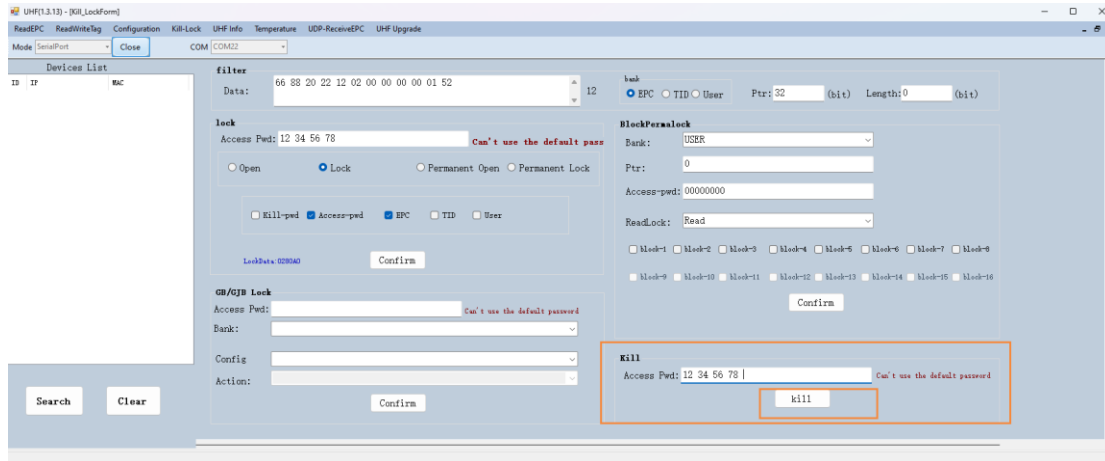 UHF(1.3.13) - [Kill_LockForm]
ReadEPC ReadWriteTag Configuration Kill-Lock UHF Info Temperature UDP-ReceiveEPC UHF Upgrade
Mode SerialPort Close COM COM22
Devices List
ID IP MAC
Search Clear
filter
Data: 66 88 20 22 12 02 00 00 00 00 01 52 12
bank
EPC TID User Ptr: 32 (bit) Length: 0 (bit)
lock
Access Pwd: 12 34 56 78 Can't use the default pass
Open Lock Permanent Open Permanent Lock
Kill-pwd Access-pwd EPC TID User
LockData:0280A0 Confirm
GB/GJB Lock
Access Pwd: Can't use the default password
Bank:
Config
Action:
Confirm
BlockPermalock
Bank: USER
Ptr: 0
Access-pwd: 00000000
ReadLock: Read
block-1 block-2 block-3 block-4 block-5 block-6 block-7 block-8
block-9 block-10 block-11 block-12 block-13 block-14 block-15 block-16
Confirm
Kill
Access Pwd: 12 34 56 78 Can't use the default password
kill